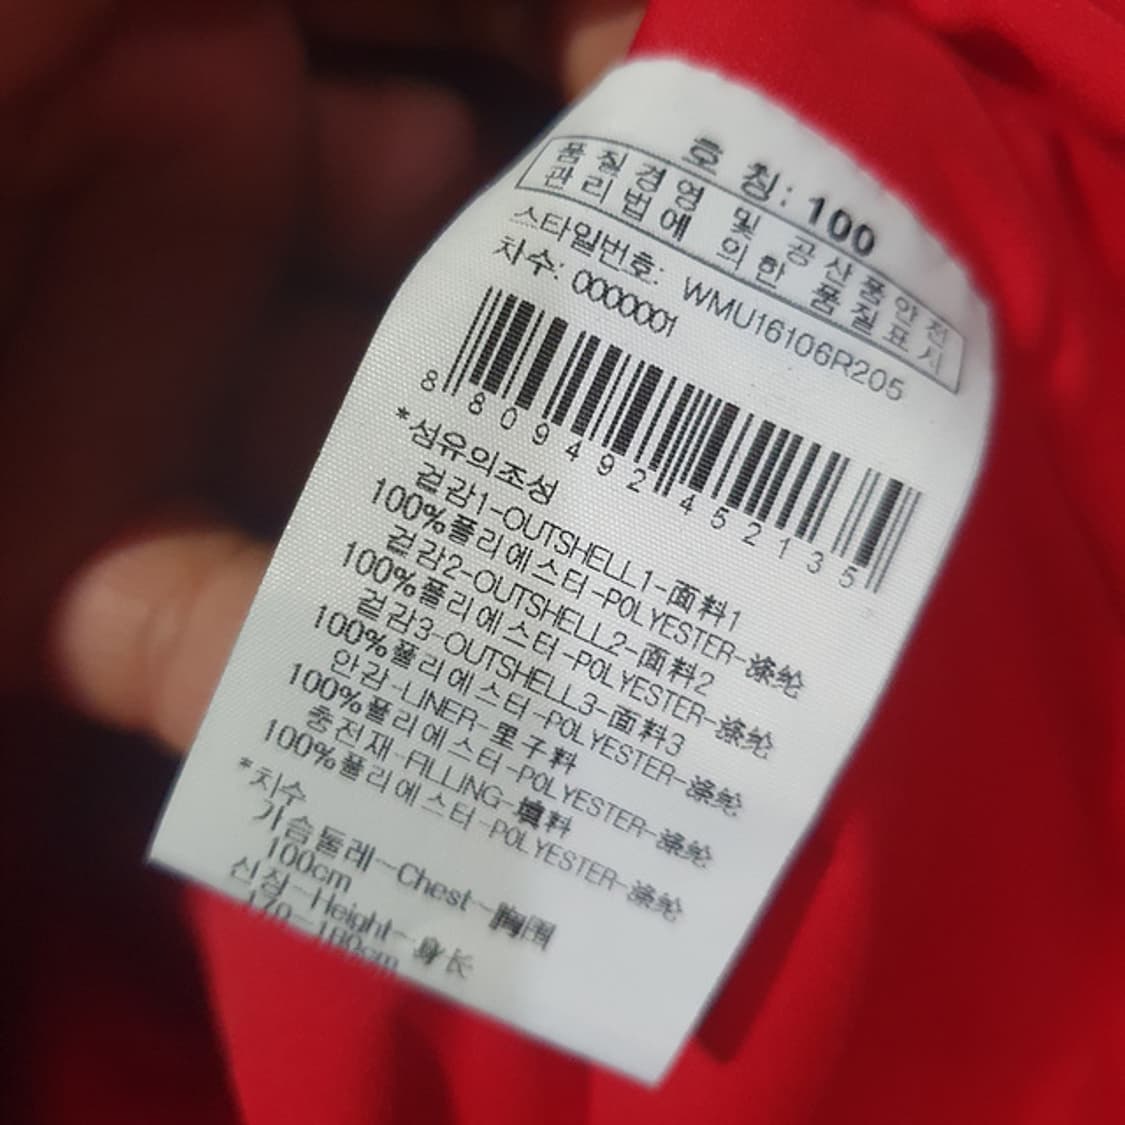 호 칭: 100
품 질 경 영 및 공 산 품 안 전
관 리 법 에 의 한 품 질 표 시
스타일번호: WMU16106R205
차수: 0000001
8 809492 452135
*섬유의조성
겉감1-OUTSHELL1-面料1
100%폴리에스터-POLYESTER-涤纶
겉감2-OUTSHELL2-面料2
100%폴리에스터-POLYESTER-涤纶
겉감3-OUTSHELL3-面料3
100%폴리에스터-POLYESTER-涤纶
안감-LINER-里子料
100%폴리에스터-POLYESTER-涤纶
충전재-FILLING-填料
100%폴리에스터-POLYESTER-涤纶
*치수
가슴둘레-Chest-胸围
100cm
신장-Height-身长
170-180cm